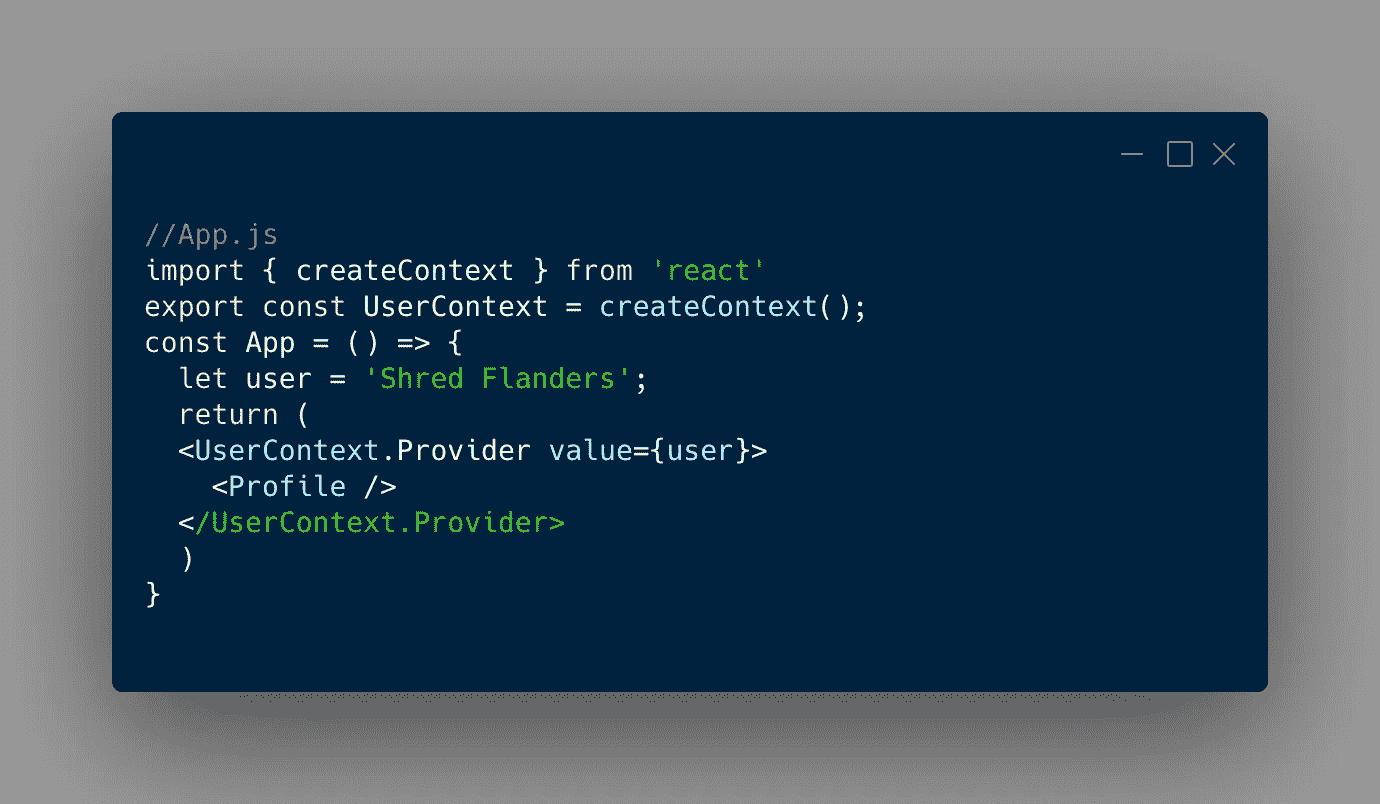 //App.js
import { createContext } from 'react'
export const UserContext = createContext();
const App = () => {
  let user = 'Shred Flanders';
  return (
  <UserContext.Provider value={user}>
    <Profile />
  </UserContext.Provider>
  )
}